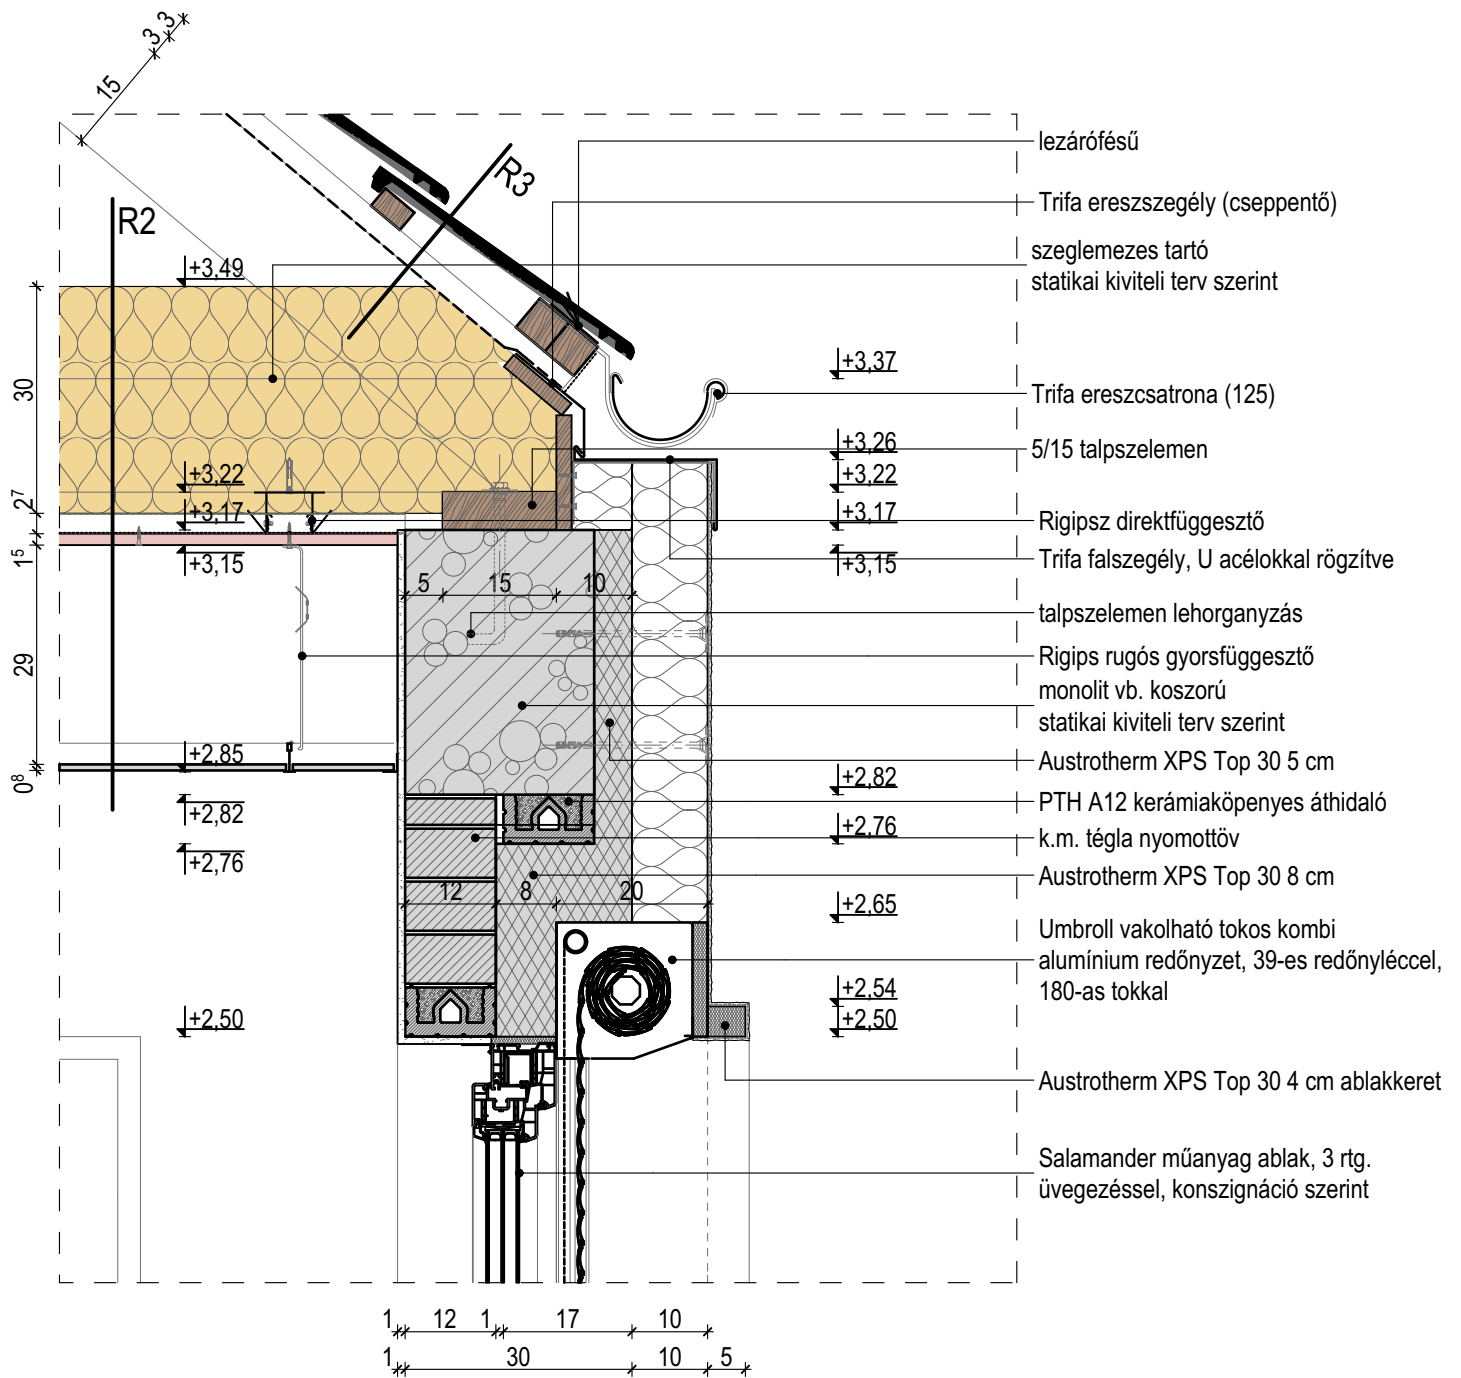 3
3
15
R3
R2
+3,49
+3,22
+3,17
+3,15
+2,85
+2,82
+2,76
+2,50
30
2⁷
1⁵
29
0⁸
5
15
10
12
8
20
+3,37
+3,26
+3,22
+3,17
+3,15
+2,82
+2,76
+2,65
+2,54
+2,50
lezárófésű
Trifa ereszszegély (cseppentő)
szeglemezes tartó
statikai kiviteli terv szerint
Trifa ereszcsatrona (125)
5/15 talpszelemen
Rigipsz direktfüggesztő
Trifa falszegély, U acélokkal rögzítve
talpszelemen lehorganyzás
Rigips rugós gyorsfüggesztő
monolit vb. koszorú
statikai kiviteli terv szerint
Austrotherm XPS Top 30 5 cm
PTH A12 kerámiaköpenyes áthidaló
k.m. tégla nyomottöv
Austrotherm XPS Top 30 8 cm
Umbroll vakolható tokos kombi
alumínium redőnyzet, 39-es redőnyléccel,
180-as tokkal
Austrotherm XPS Top 30 4 cm ablakkeret
Salamander műanyag ablak, 3 rtg.
üvegezéssel, konszignáció szerint
1 12 1 17 10
1 30 10 5